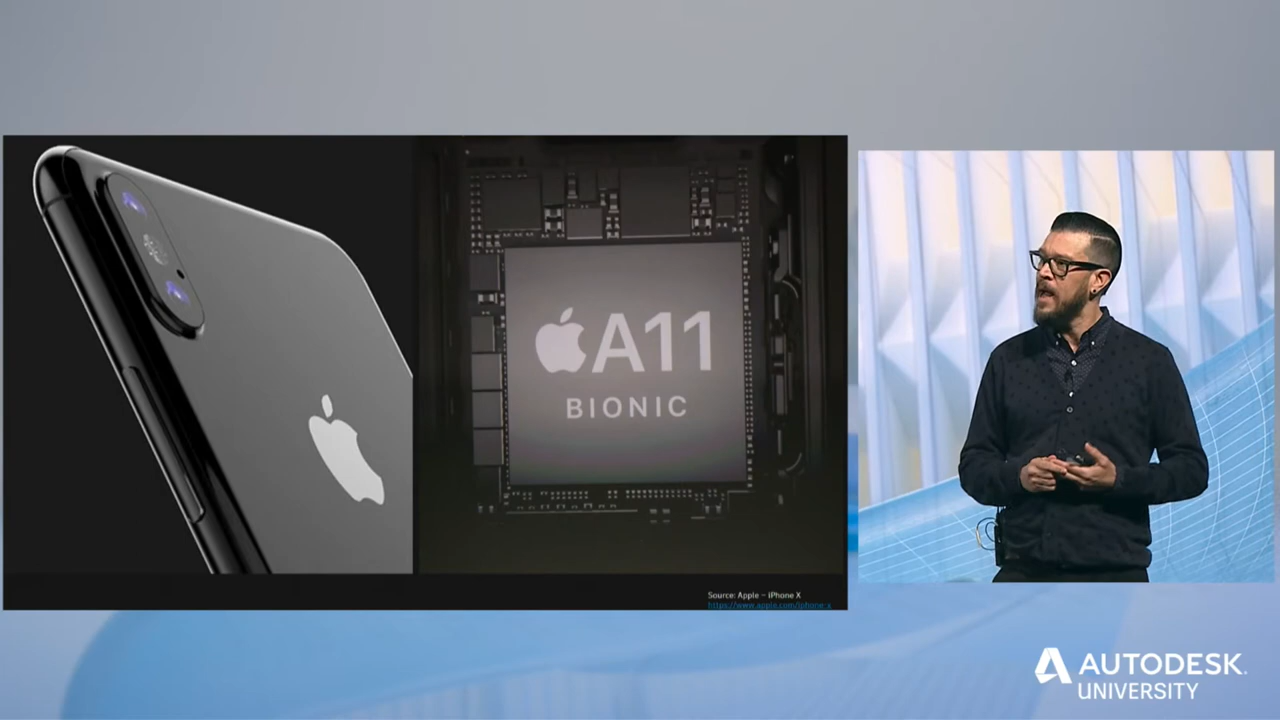 A11
BIONIC
Source: Apple – iPhone X
https://www.apple.com/iphone-x
AUTODESK
UNIVERSITY